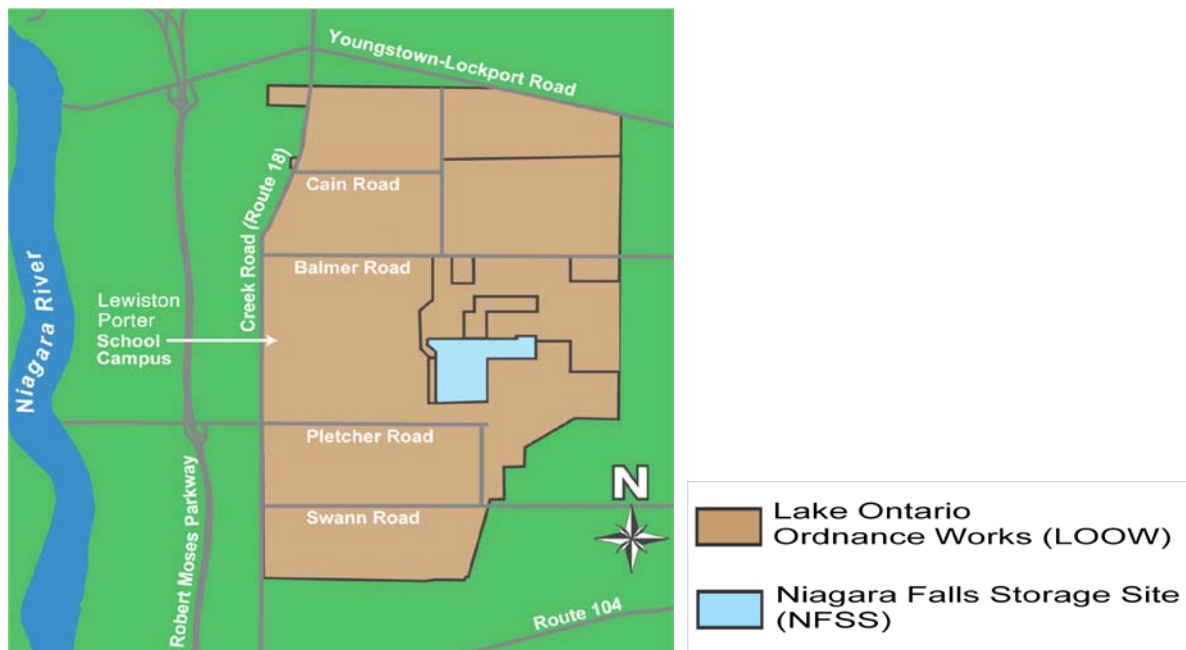 Youngstown-Lockport Road
Cain Road
Creek Road (Route 18)
Balmer Road
Lewiston
Porter
School
Campus
Niagara River
Pletcher Road
Robert Moses Parkway
Swann Road
N
Route 104
Lake Ontario
Ordnance Works (LOOW)
Niagara Falls Storage Site
(NFSS)